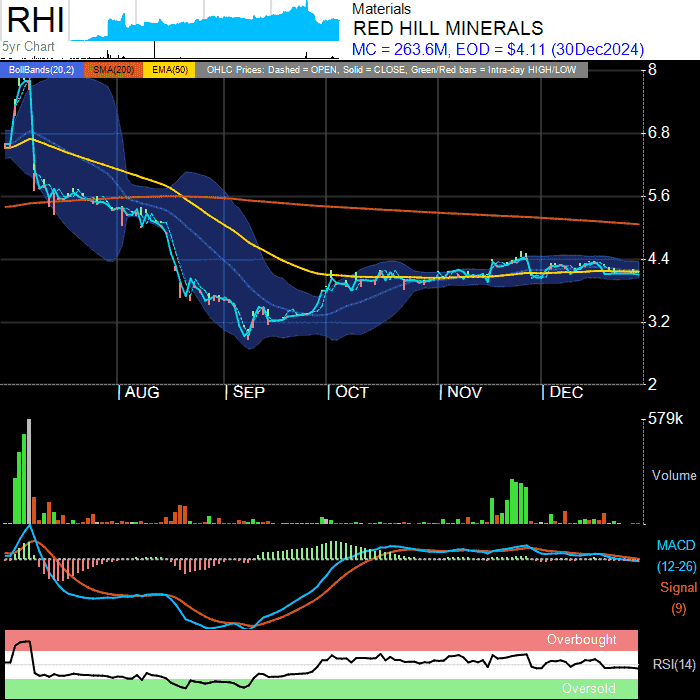 RHI
5yr Chart
Materials
RED HILL MINERALS
MC = 263.6M, EOD = $4.11 (30Dec2024)
BollBands(20,2) SMA(200) EMA(50) OHLC Prices: Dashed = OPEN, Solid = CLOSE, Green/Red bars = Intra-day HIGH/LOW
8
6.8
5.6
4.4
3.2
2
AUG SEP OCT NOV DEC
579k
Volume
MACD
(12-26)
Signal
(9)
Overbought
RSI(14)
Oversold